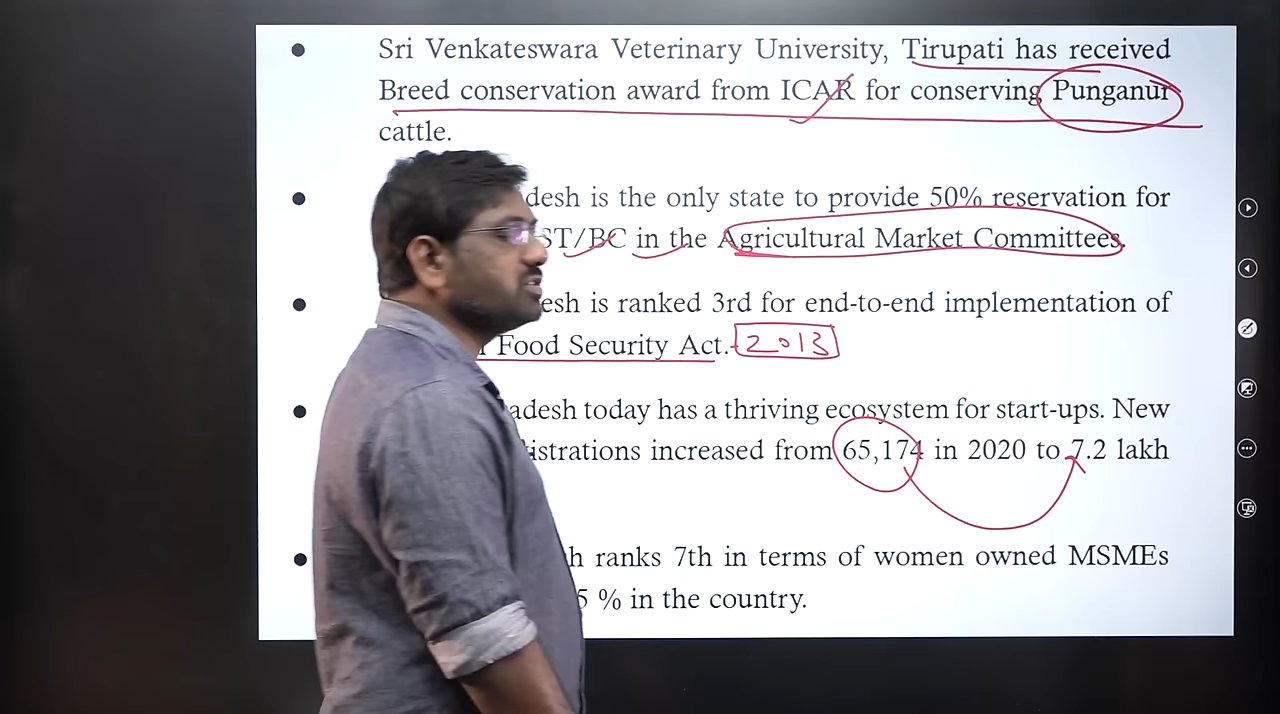 Sri Venkateswara Veterinary University, Tirupati has received
Breed conservation award from ICAR for conserving Punganur
cattle.
desh is the only state to provide 50% reservation for
ST/BC in the Agricultural Market Committees.
esh is ranked 3rd for end-to-end implementation of
Food Security Act. 2013
adesh today has a thriving ecosystem for start-ups. New
istrations increased from 65,174 in 2020 to 7.2 lakh
h ranks 7th in terms of women owned MSMEs
5 % in the country.